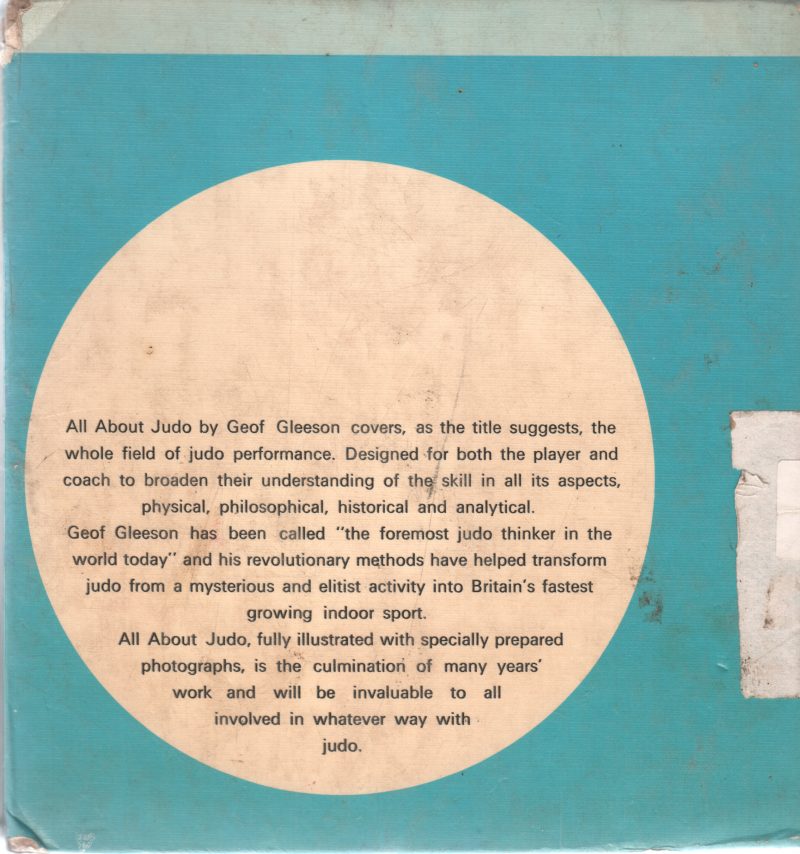 All About Judo by Geof Gleeson covers, as the title suggests, the
whole field of judo performance. Designed for both the player and
coach to broaden their understanding of the skill in all its aspects,
physical, philosophical, historical and analytical.
Geof Gleeson has been called "the foremost judo thinker in the
world today" and his revolutionary methods have helped transform
judo from a mysterious and elitist activity into Britain's fastest
growing indoor sport.
All About Judo, fully illustrated with specially prepared
photographs, is the culmination of many years'
work and will be invaluable to all
involved in whatever way with
judo.